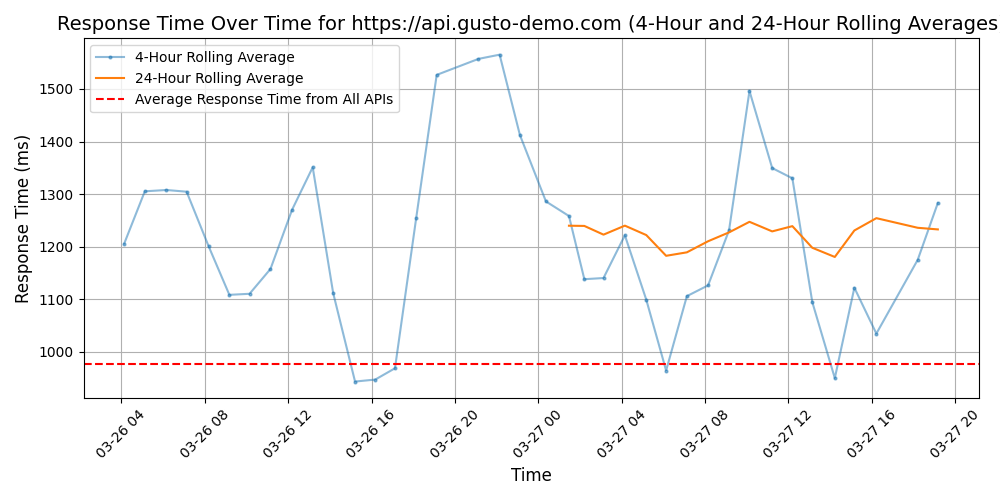 Response Time Over Time for https://api.gusto-demo.com (4-Hour and 24-Hour Rolling Averages
4-Hour Rolling Average
24-Hour Rolling Average
Average Response Time from All APIs
Response Time (ms)
1500
1400
1300
1200
1100
1000
03-26 04
03-26 08
03-26 12
03-26 16
03-26 20
03-27 00
03-27 04
03-27 08
03-27 12
03-27 16
03-27 20
Time